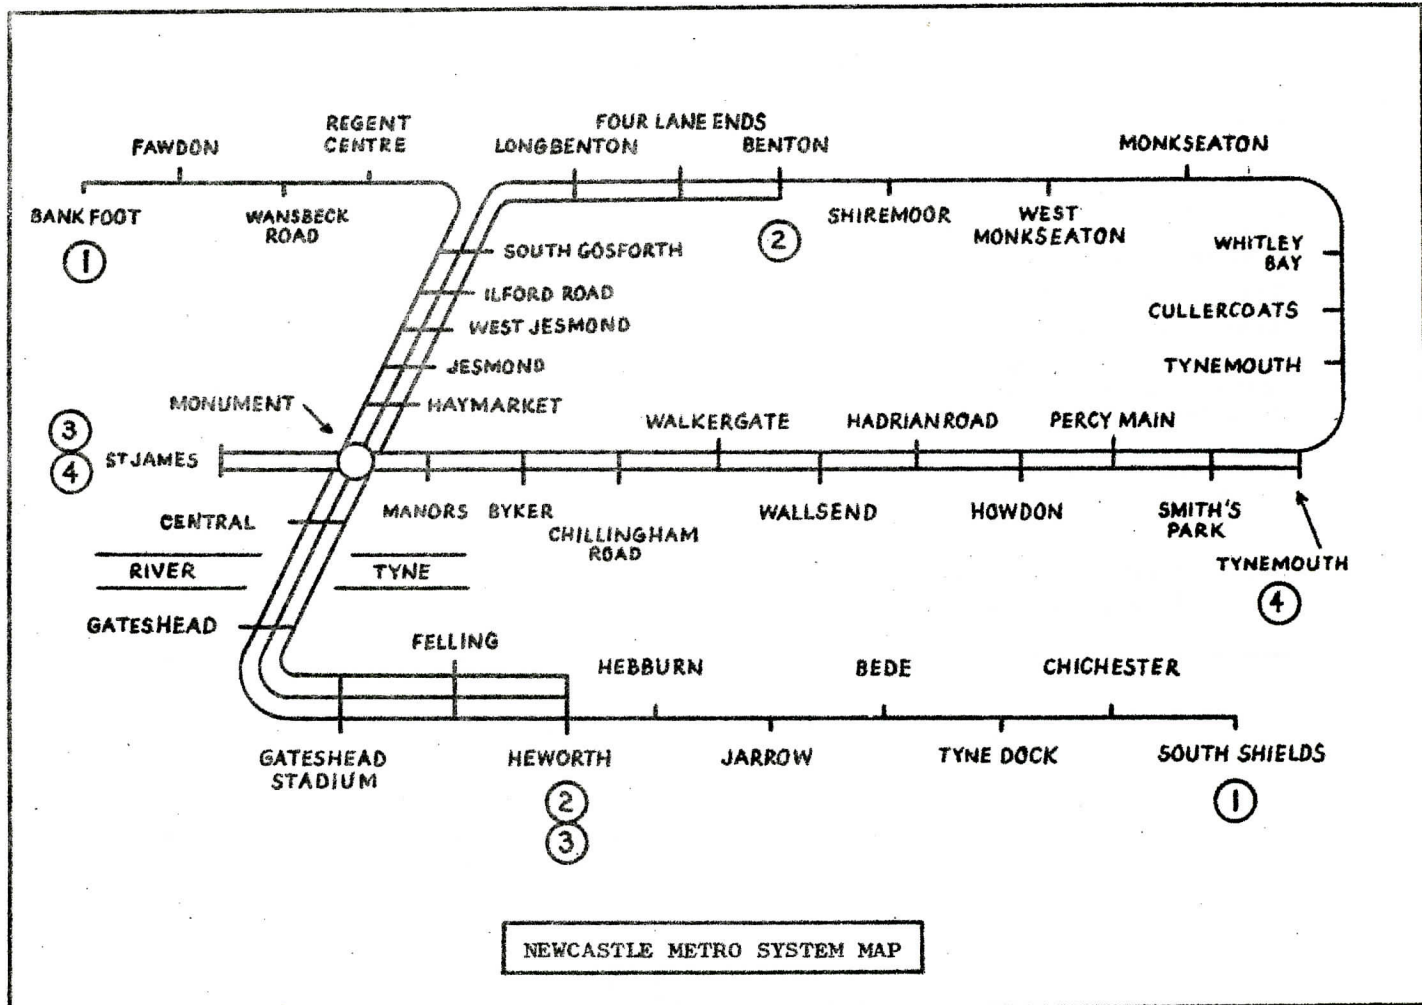 REGENT
CENTRE
FOUR LANE ENDS
FAWDON
LONGBENTON
BENTON
MONKSEATON
BANK FOOT
WANSBECK
ROAD
1
SHIREMOOR
WEST
MONKSEATON
2
SOUTH GOSFORTH
WHITLEY
BAY
ILFORD ROAD
CULLERCOATS
WEST JESMOND
JESMOND
TYNEMOUTH
MONUMENT
HAYMARKET
WALKERGATE
HADRIAN ROAD
PERCY MAIN
3
4
ST JAMES
CENTRAL
MANORS
BYKER
CHILLINGHAM
ROAD
WALLSEND
HOWDON
SMITH'S
PARK
RIVER
TYNE
TYNEMOUTH
4
GATESHEAD
FELLING
HEBBURN
BEDE
CHICHESTER
GATESHEAD
STADIUM
HEWORTH
JARROW
TYNE DOCK
SOUTH SHIELDS
2
3
1
NEWCASTLE METRO SYSTEM MAP